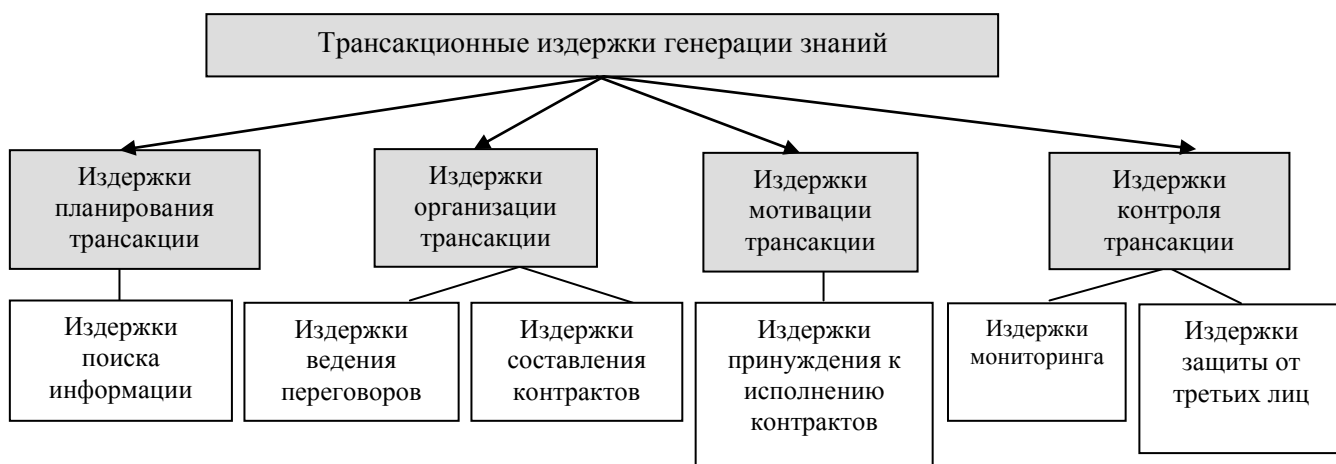 Трансакционные издержки генерации знаний
Издержки
планирования
трансакции
Издержки
организации
трансакции
Издержки
мотивации
трансакции
Издержки
контроля
трансакции
Издержки
поиска
информации
Издержки
ведения
переговоров
Издержки
составления
контрактов
Издержки
принуждения к
исполнению
контрактов
Издержки
мониторинга
Издержки
защиты от
третьих лиц